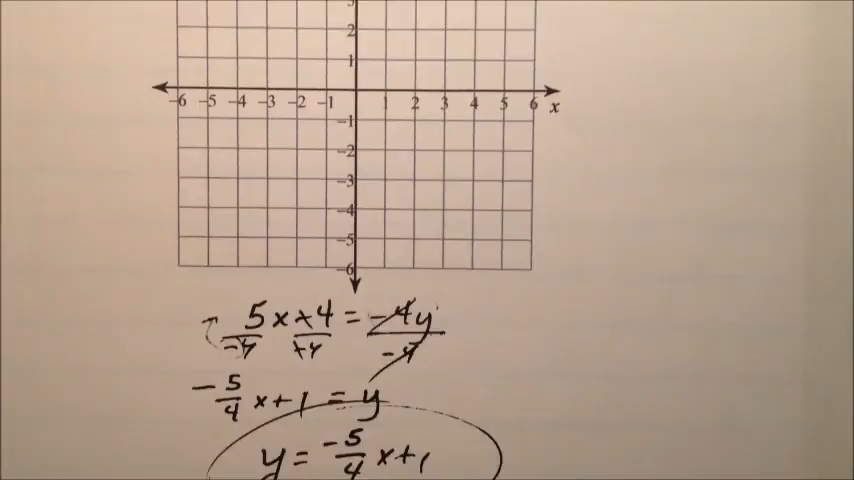 3
2
1
-6 -5 -4 -3 -2 -1 1 2 3 4 5 6 x
-1
-2
-3
-4
-5
-6
5x + 4 = -4y
-4 +4 -4
-5/4 x + 1 = y
y = -5/4 x + 1